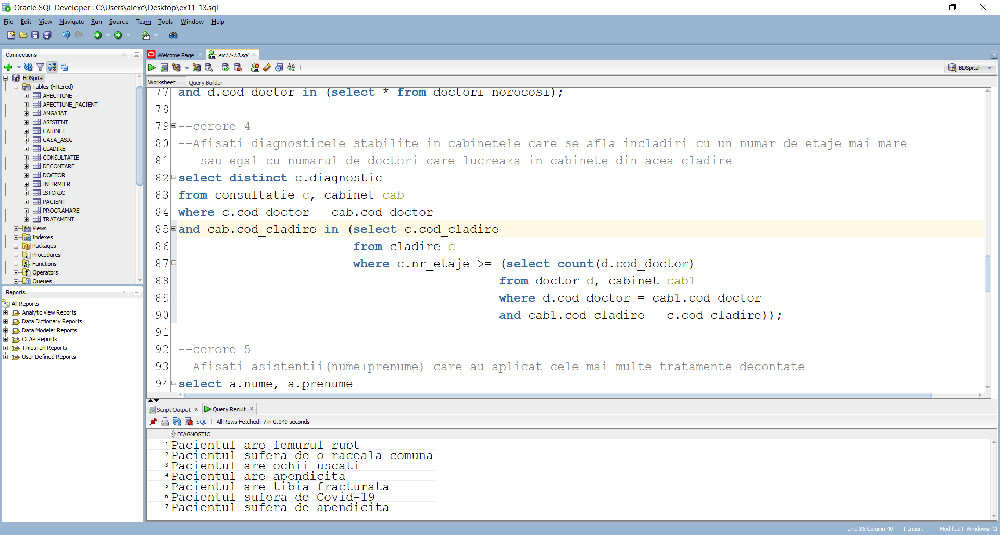 Oracle SQL Developer : C:\Users\alexc\Desktop\ex11-13.sql
File Edit View Navigate Run Source Team Tools Window Help
Connections
BDSpital
Tables (Filtered)
AFECTIUNE
AFECTIUNE_PACIENT
ANGAJAT
ASISTENT
CABINET
CASA_ASIG
CLADIRE
CONSULTATIE
DECONTARE
DOCTOR
INFIRMIER
ISTORIC
PACIENT
PROGRAMARE
TRATAMENT
Views
Indexes
Packages
Procedures
Functions
Operators
Queues
Reports
All Reports
Analytic View Reports
Data Dictionary Reports
Data Modeler Reports
OLAP Reports
TimesTen Reports
User Defined Reports
Welcome Page ex11-13.sql
BDSpital
Worksheet Query Builder
77 and d.cod_doctor in (select * from doctori_norocosi);
78
79 --cerere 4
80 --Afisati diagnosticele stabilite in cabinetele care se afla incladiri cu un numar de etaje mai mare
81 -- sau egal cu numarul de doctori care lucreaza in cabinete din acea cladire
82 select distinct c.diagnostic
83 from consultatie c, cabinet cab
84 where c.cod_doctor = cab.cod_doctor
85 and cab.cod_cladire in (select c.cod_cladire
86 from cladire c
87 where c.nr_etaje >= (select count(d.cod_doctor)
88 from doctor d, cabinet cab1
89 where d.cod_doctor = cab1.cod_doctor
90 and cab1.cod_cladire = c.cod_cladire));
91
92 --cerere 5
93 --Afisati asistentii(nume+prenume) care au aplicat cele mai multe tratamente decontate
94 select a.nume, a.prenume
Script Output x Query Result x
SQL | All Rows Fetched: 7 in 0.049 seconds
DIAGNOSTIC
1 Pacientul are femurul rupt
2 Pacientul sufera de o raceala comuna
3 Pacientul are ochii uscati
4 Pacientul are apendicita
5 Pacientul are tibia fracturata
6 Pacientul sufera de Covid-19
7 Pacientul sufera de apendicita
| Line 85 Column 40 | Insert | Modified | Windows: